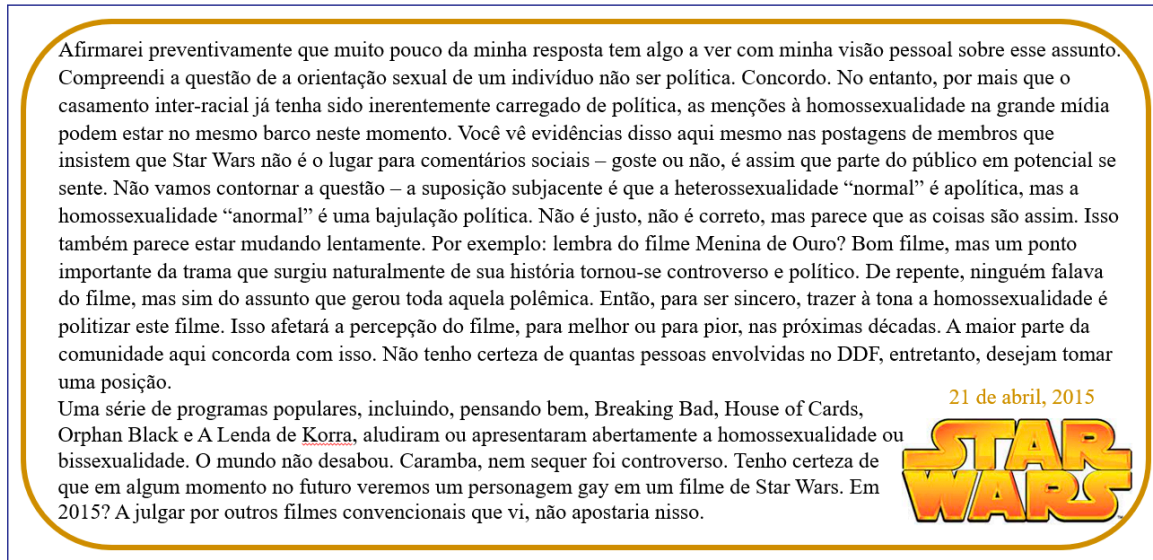 Afirmarei preventivamente que muito pouco da minha resposta tem algo a ver com minha visão pessoal sobre esse assunto.
Compreendi a questão de a orientação sexual de um indivíduo não ser política. Concordo. No entanto, por mais que o
casamento inter-racial já tenha sido inerentemente carregado de política, as menções à homossexualidade na grande mídia
podem estar no mesmo barco neste momento. Você vê evidências disso aqui mesmo nas postagens de membros que
insistem que Star Wars não é o lugar para comentários sociais – goste ou não, é assim que parte do público em potencial se
sente. Não vamos contornar a questão – a suposição subjacente é que a heterossexualidade “normal” é apolítica, mas a
homossexualidade “anormal” é uma bajulação política. Não é justo, não é correto, mas parece que as coisas são assim. Isso
também parece estar mudando lentamente. Por exemplo: lembra do filme Menina de Ouro? Bom filme, mas um ponto
importante da trama que surgiu naturalmente de sua história tornou-se controverso e político. De repente, ninguém falava
do filme, mas sim do assunto que gerou toda aquela polêmica. Então, para ser sincero, trazer à tona a homossexualidade é
politizar este filme. Isso afetará a percepção do filme, para melhor ou para pior, nas próximas décadas. A maior parte da
comunidade aqui concorda com isso. Não tenho certeza de quantas pessoas envolvidas no DDF, entretanto, desejam tomar
uma posição.
Uma série de programas populares, incluindo, pensando bem, Breaking Bad, House of Cards,
Orphan Black e A Lenda de Korra, aludiram ou apresentaram abertamente a homossexualidade ou
bissexualidade. O mundo não desabou. Caramba, nem sequer foi controverso. Tenho certeza de
que em algum momento no futuro veremos um personagem gay em um filme de Star Wars. Em
2015? A julgar por outros filmes convencionais que vi, não apostaria nisso.
21 de abril, 2015
STAR
WARS